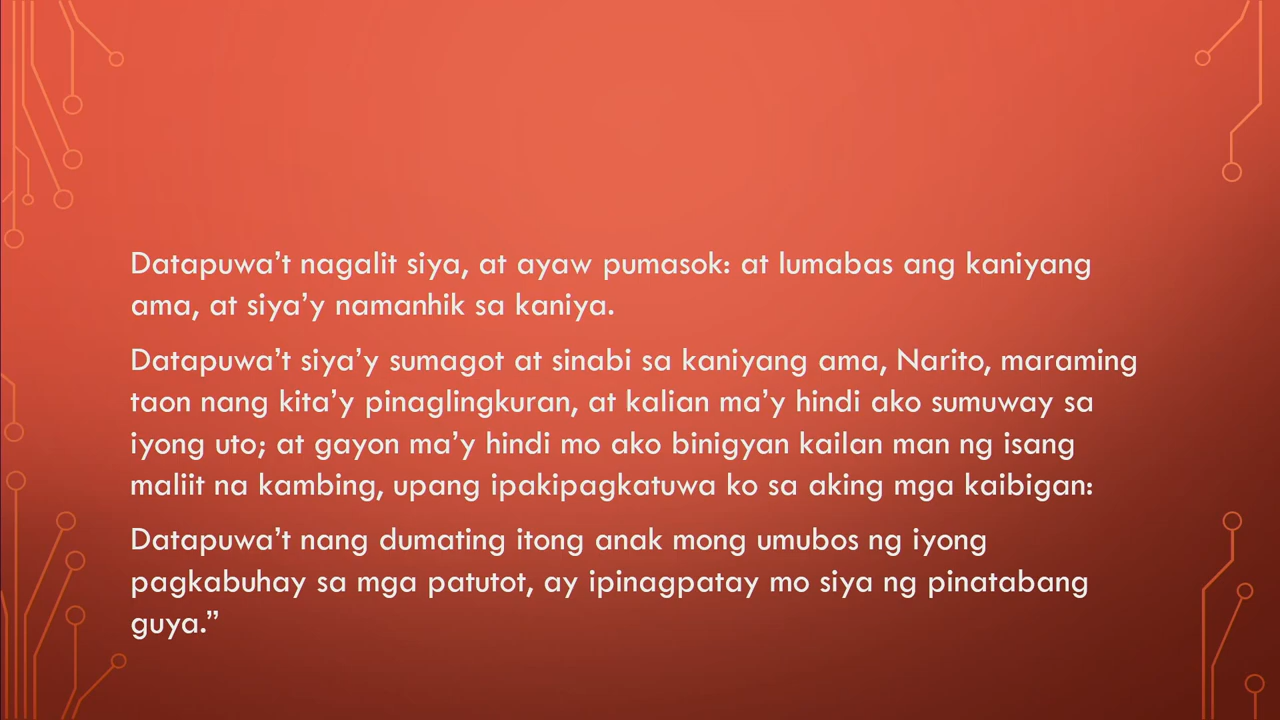 Datapuwa’t nagalit siya, at ayaw pumasok: at lumabas ang kaniyang
ama, at siya’y namanhik sa kaniya.
Datapuwa’t siya’y sumagot at sinabi sa kaniyang ama, Narito, maraming
taon nang kita’y pinaglingkuran, at kalian ma’y hindi ako sumuway sa
iyong uto; at gayon ma’y hindi mo ako binigyan kailan man ng isang
maliit na kambing, upang ipakipagkatuwa ko sa aking mga kaibigan:
Datapuwa’t nang dumating itong anak mong umubos ng iyong
pagkabuhay sa mga patutot, ay ipinagpatay mo siya ng pinatabang
guya.”